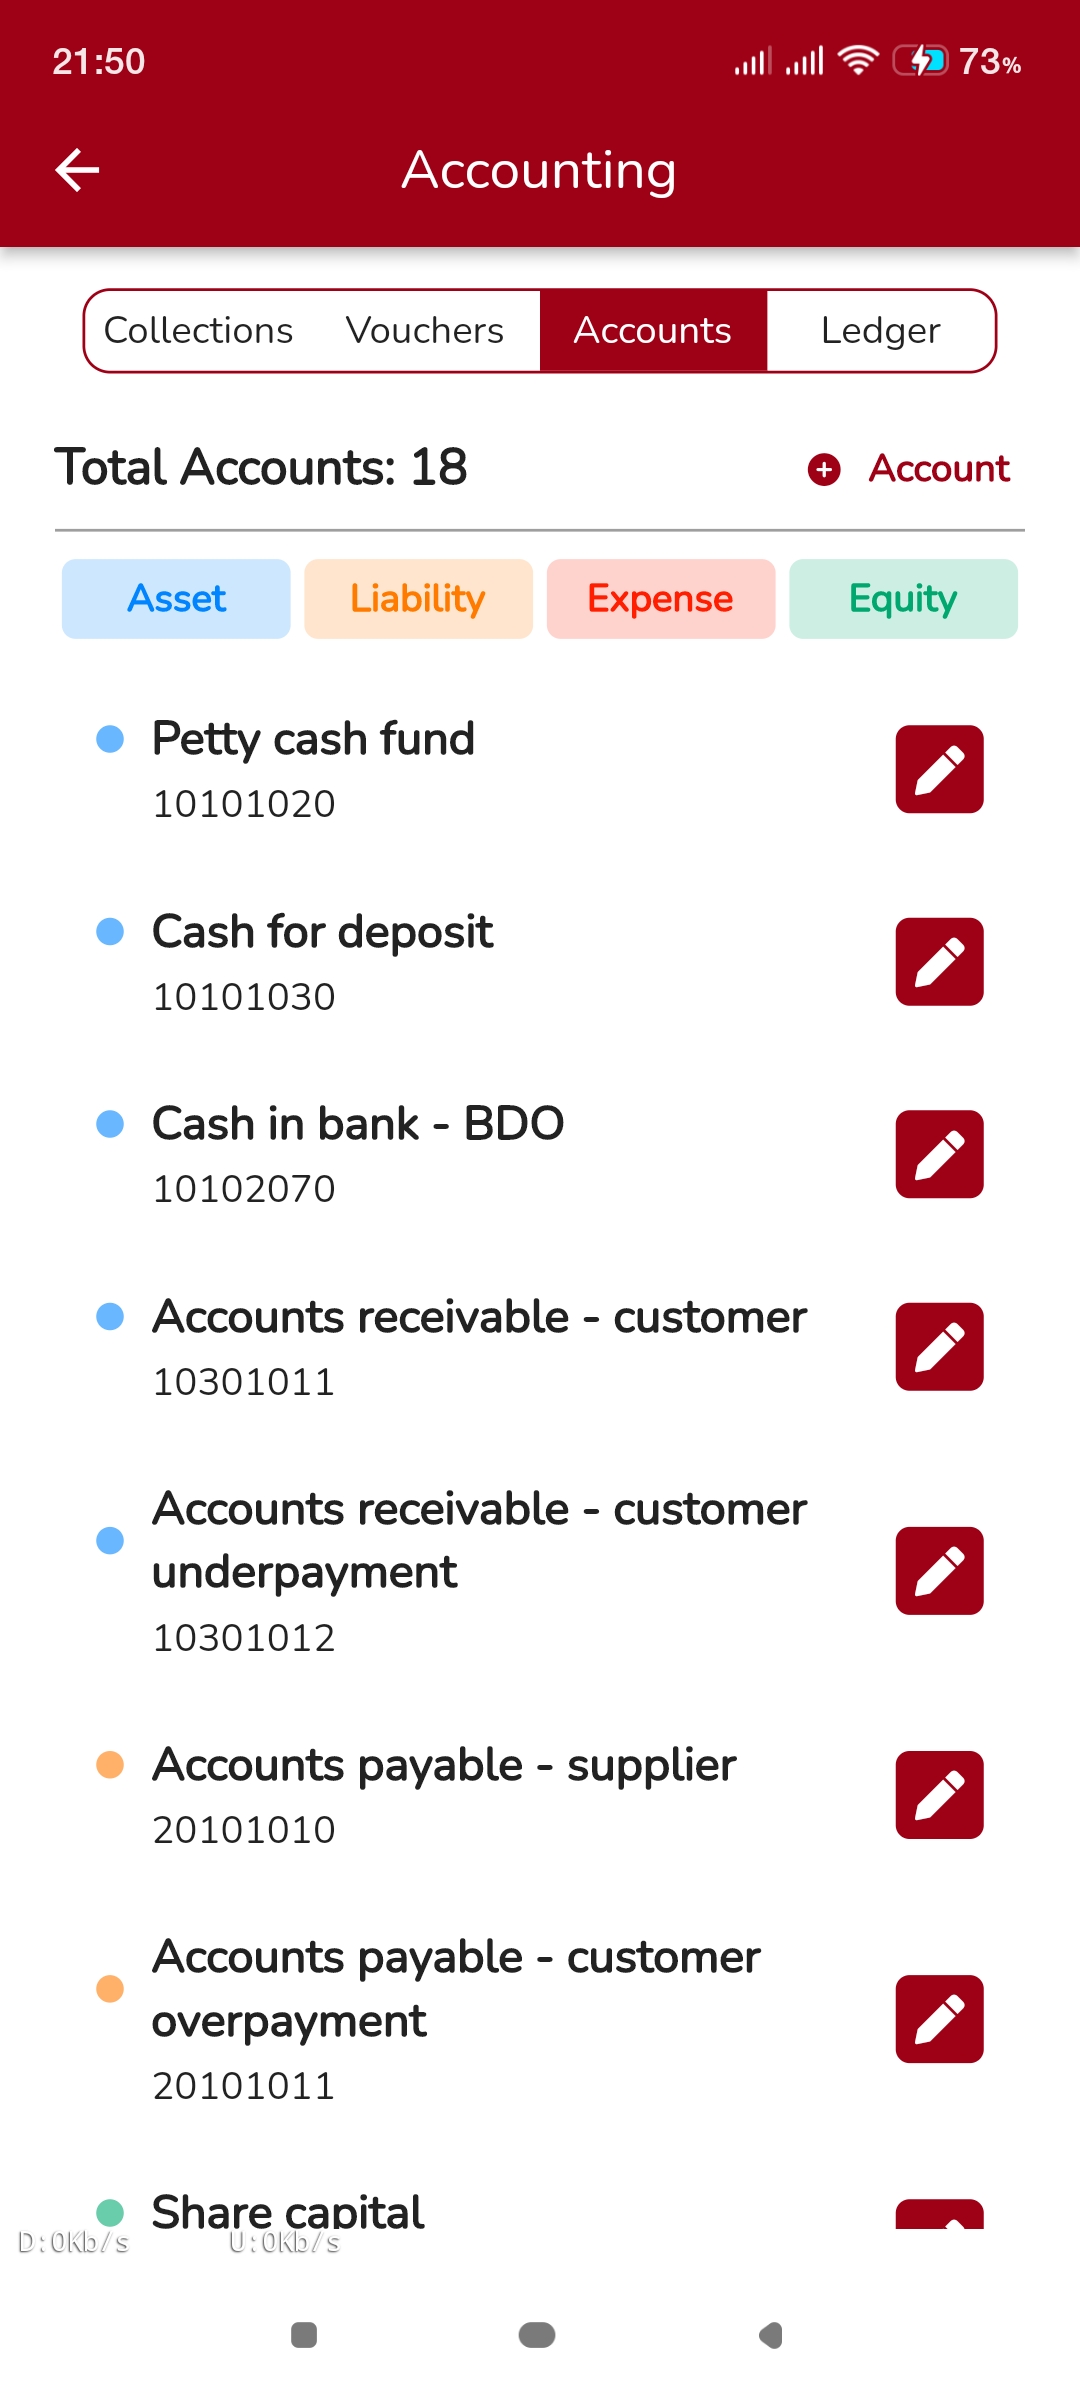 21:50
73%
Accounting
Collections Vouchers Accounts Ledger
Total Accounts: 18
Account
Asset Liability Expense Equity
Petty cash fund
10101020
Cash for deposit
10101030
Cash in bank - BDO
10102070
Accounts receivable - customer
10301011
Accounts receivable - customer
underpayment
10301012
Accounts payable - supplier
20101010
Accounts payable - customer
overpayment
20101011
Share capital
D:0Kb/s U:0Kb/s